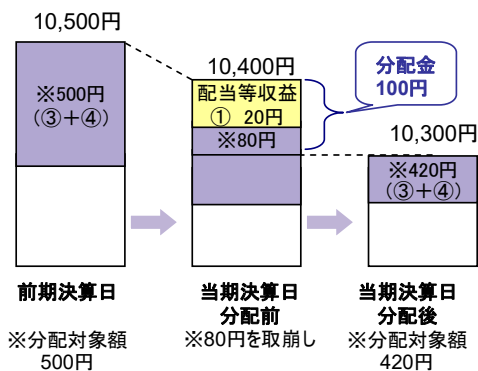 10,500円
※500円
（③＋④）
10,400円
配当等収益
① 20円
※80円
分配金
100円
10,300円
※420円
（③＋④）
前期決算日
※分配対象額
500円
当期決算日
分配前
※80円を取崩し
当期決算日
分配後
※分配対象額
420円